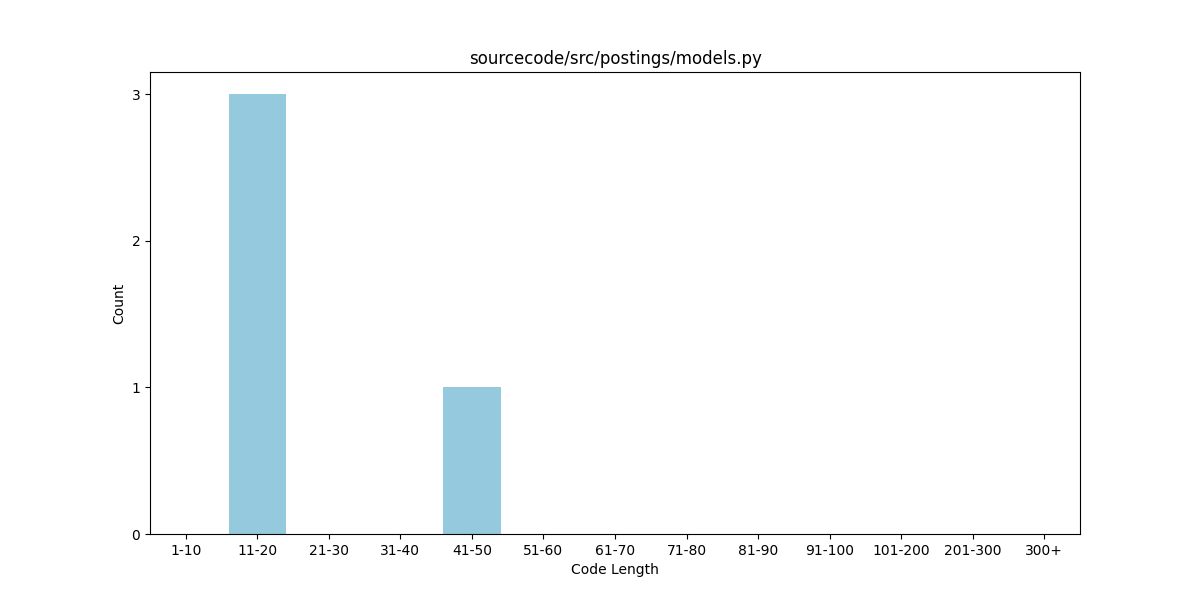 sourcecode/src/postings/models.py
3
2
1
0
Count
1-10 11-20 21-30 31-40 41-50 51-60 61-70 71-80 81-90 91-100 101-200 201-300 300+
Code Length